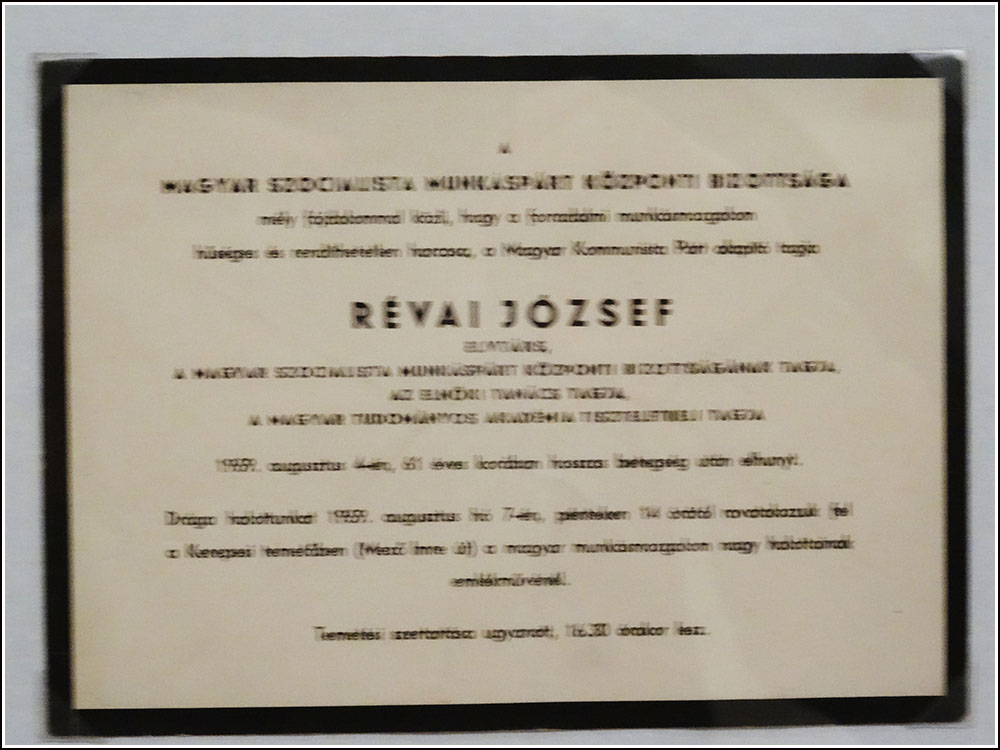 A
MAGYAR SZOCIALISTA MUNKÁSPÁRT KÖZPONTI BIZOTTSÁGA
mély fájdalommal közli, hogy a forradalmi munkásmozgalom
hűséges és rendíthetetlen harcosa, a Magyar Kommunista Párt alapító tagja
RÉVAI JÓZSEF
ELVTÁRS,
A MAGYAR SZOCIALISTA MUNKÁSPÁRT KÖZPONTI BIZOTTSÁGÁNAK TAGJA,
AZ ELNÖKI TANÁCS TAGJA,
A MAGYAR TUDOMÁNYOS AKADÉMIA TISZTELETBELI TAGJA
1959. augusztus 4-én, 61 éves korában hosszas betegség után elhunyt.
Drága halottunkat 1959. augusztus hó 7-én, pénteken 14 órától ravatalozzuk fel
a Kerepesi temetőben (Mező Imre út) a magyar munkásmozgalom nagy halottainak
emlékművénél.
Temetési szertartása ugyanott, 16.30 órakor lesz.